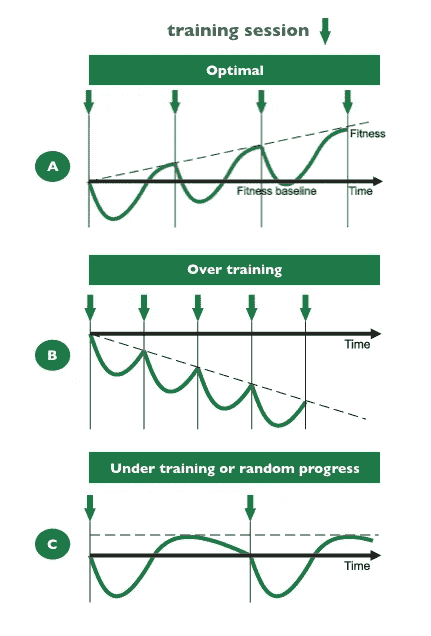 training session
Optimal
A
Fitness
Fitness baseline
Time
Over training
B
Time
Under training or random progress
C
Time